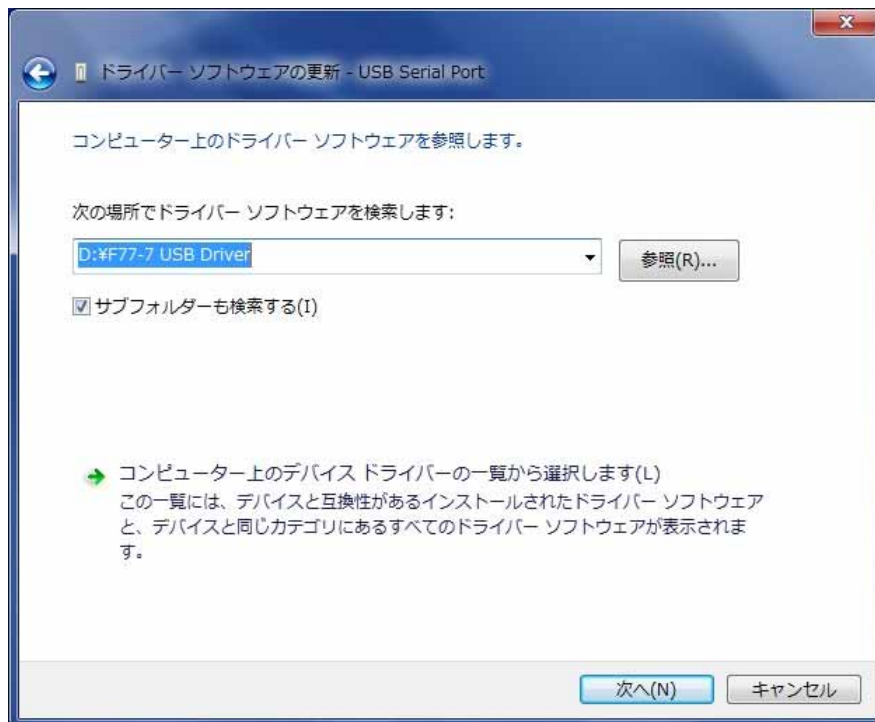 ドライバー ソフトウェアの更新 - USB Serial Port
コンピューター上のドライバー ソフトウェアを参照します。
次の場所でドライバー ソフトウェアを検索します:
D:¥F77-7 USB Driver
参照(R)...
サブフォルダーも検索する(I)
コンピューター上のデバイス ドライバーの一覧から選択します(L)
この一覧には、デバイスと互換性があるインストールされたドライバー ソフトウェア
と、デバイスと同じカテゴリにあるすべてのドライバー ソフトウェアが表示されま
す。
次へ(N)
キャンセル